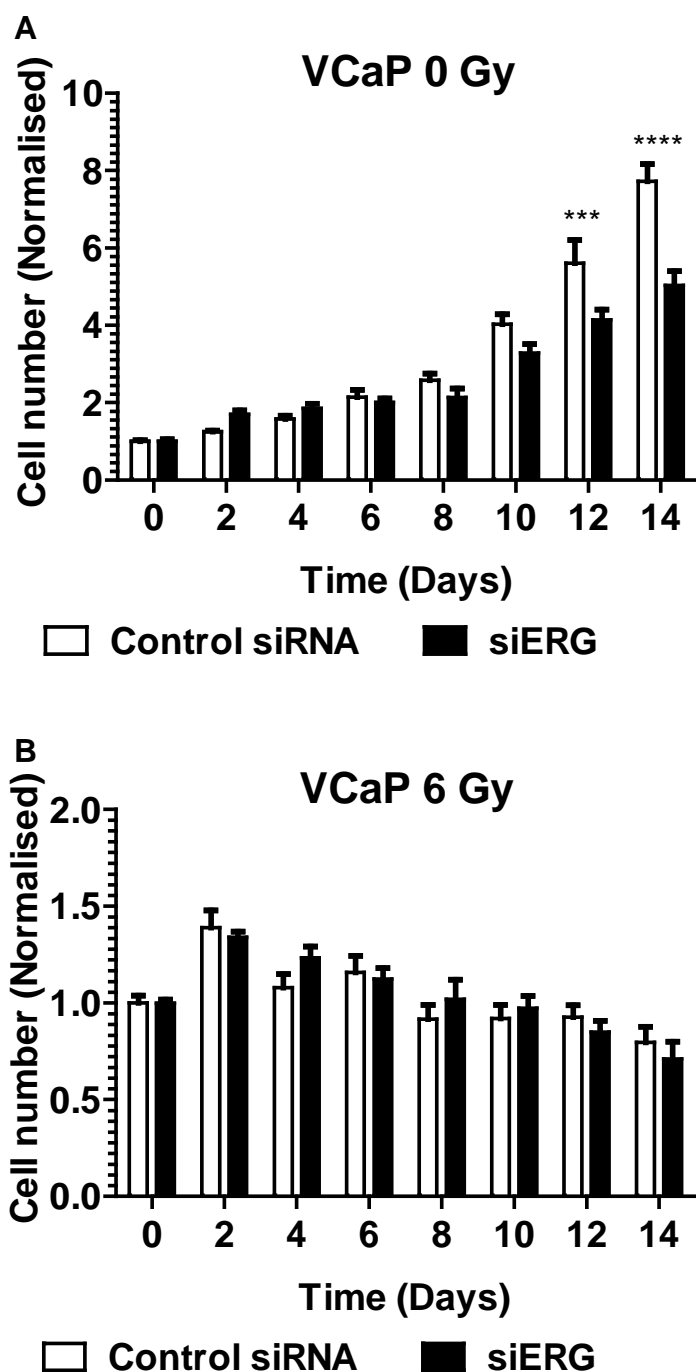 A
VCaP 0 Gy
Cell number (Normalised)
10
8
6
4
2
0
***
****
0 2 4 6 8 10 12 14
Time (Days)
Control siRNA siERG
B
VCaP 6 Gy
Cell number (Normalised)
2.0
1.5
1.0
0.5
0.0
0 2 4 6 8 10 12 14
Time (Days)
Control siRNA siERG